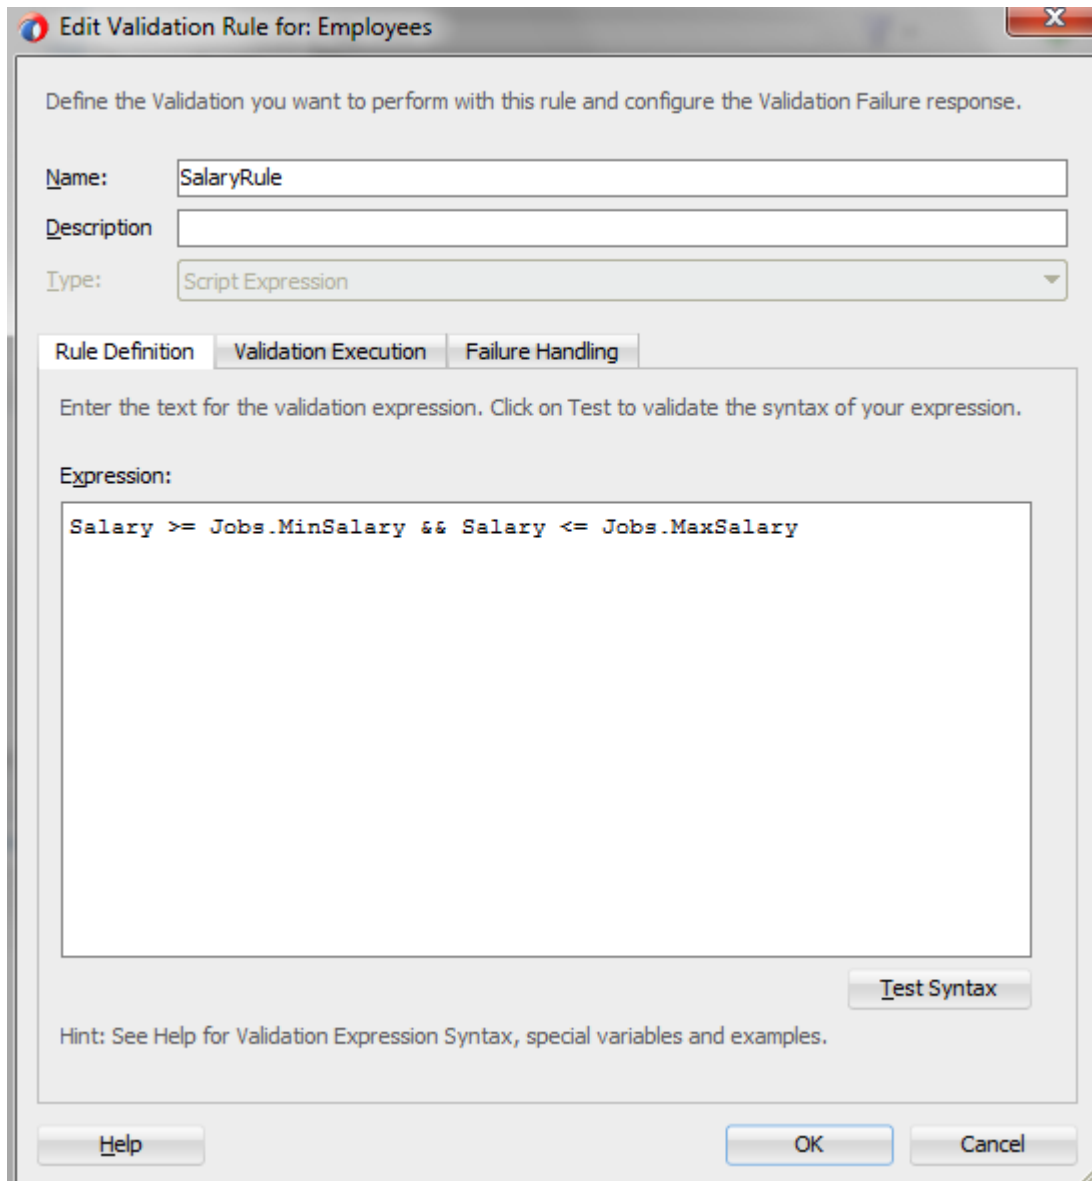 Edit Validation Rule for: Employees
Define the Validation you want to perform with this rule and configure the Validation Failure response.
Name: SalaryRule
Description
Type: Script Expression
Rule Definition Validation Execution Failure Handling
Enter the text for the validation expression. Click on Test to validate the syntax of your expression.
Expression:
Salary >= Jobs.MinSalary && Salary <= Jobs.MaxSalary
Test Syntax
Hint: See Help for Validation Expression Syntax, special variables and examples.
Help OK Cancel